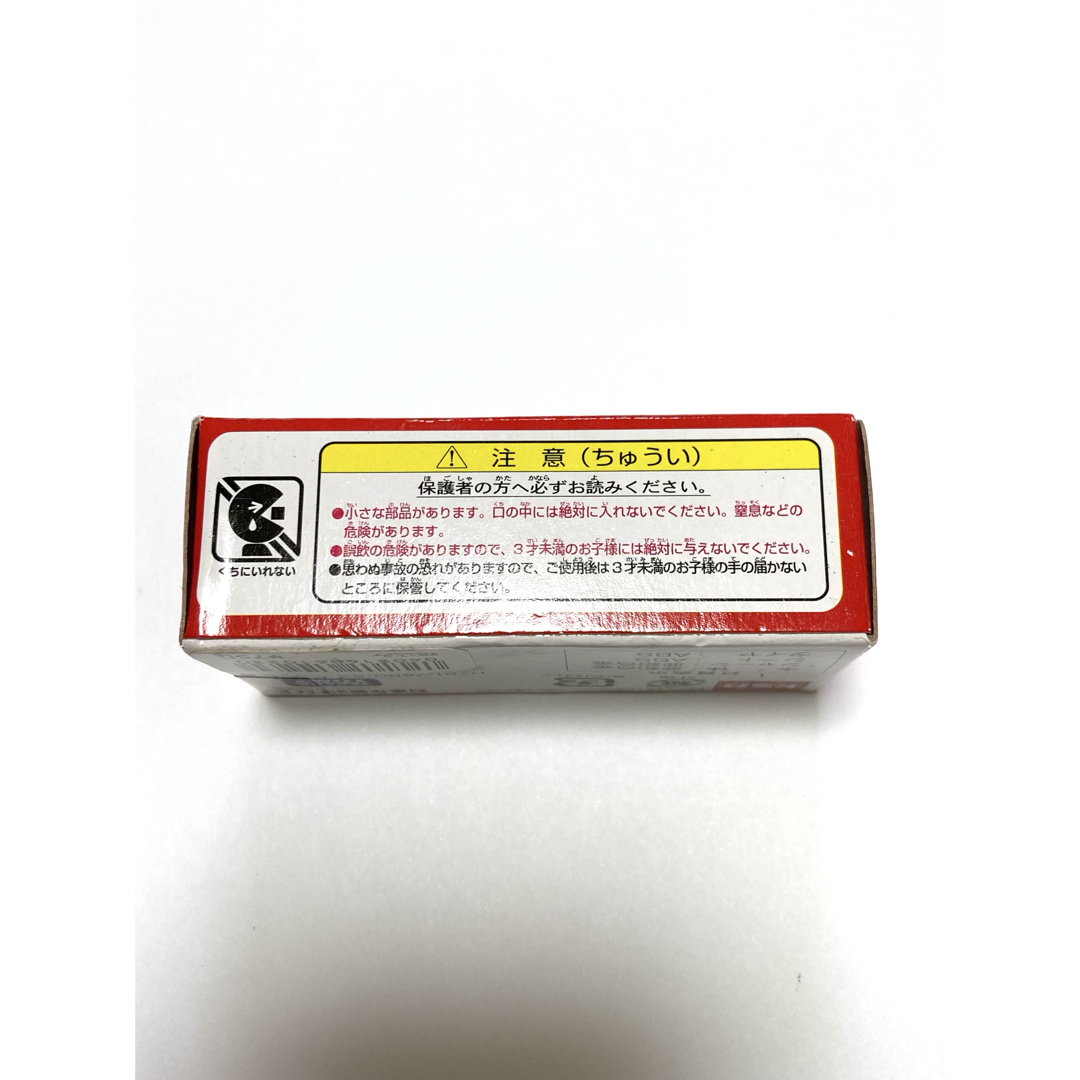 ⚠ 注 意（ちゅうい）
保護者の方へ必ずお読みください。
●小さな部品があります。口の中には絶対に入れないでください。窒息などの
危険があります。
●誤飲の危険がありますので、3才未満のお子様には絶対に与えないでください。
●思わぬ事故の恐れがありますので、ご使用後は3才未満のお子様の手の届かない
ところに保管してください。
くちにいれない
ABS
ABS